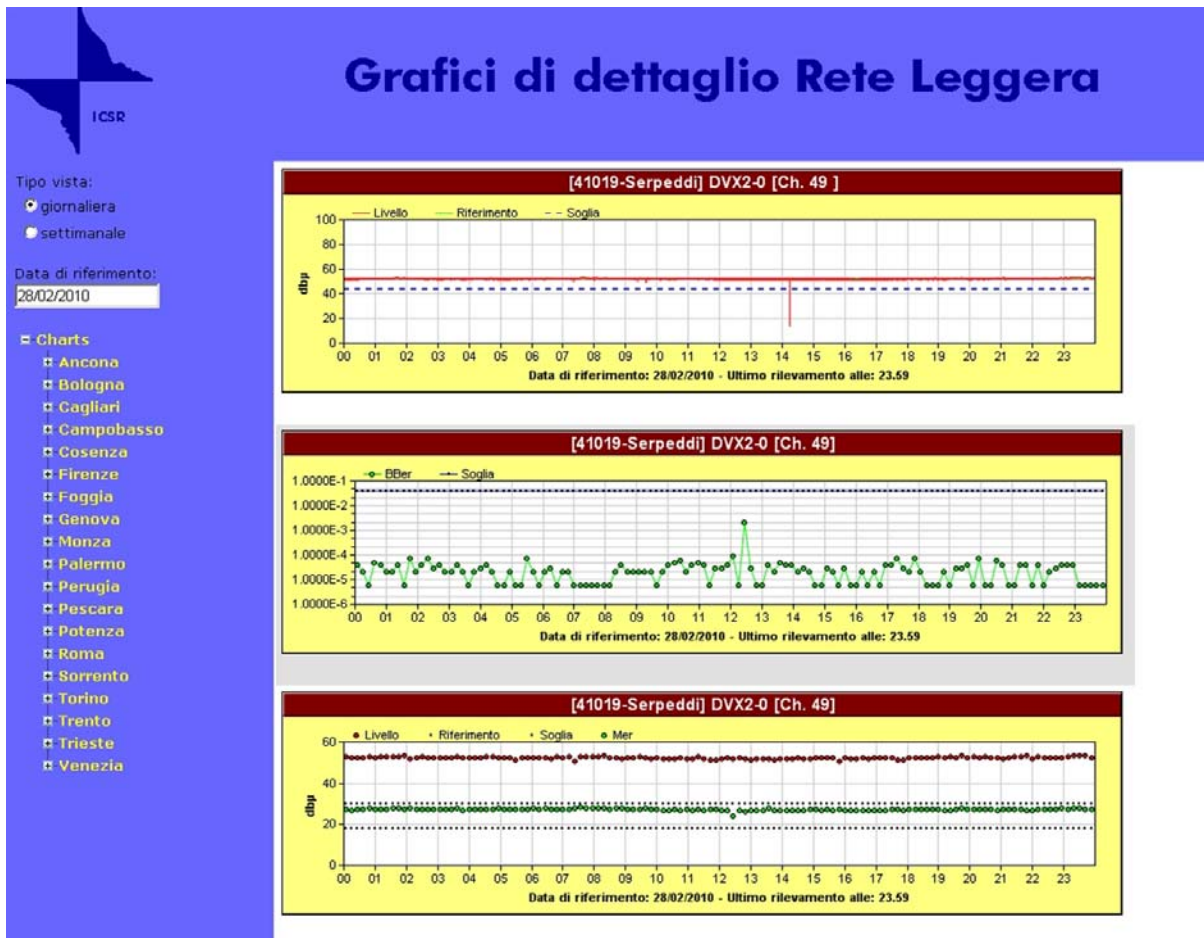 ICSR
Grafici di dettaglio Rete Leggera
Tipo vista:
giornaliera
settimanale
Data di riferimento:
28/02/2010
Charts
Ancona
Bologna
Cagliari
Campobasso
Cosenza
Firenze
Foggia
Genova
Monza
Palermo
Perugia
Pescara
Potenza
Roma
Sorrento
Torino
Trento
Trieste
Venezia
[41019-Serpeddi] DVX2-0 [Ch. 49 ]
Livello Riferimento Soglia
100
80
60
40
20
0
dbµ
00 01 02 03 04 05 06 07 08 09 10 11 12 13 14 15 16 17 18 19 20 21 22 23
Data di riferimento: 28/02/2010 - Ultimo rilevamento alle: 23.59
[41019-Serpeddi] DVX2-0 [Ch. 49]
BBer Soglia
1.0000E-1
1.0000E-2
1.0000E-3
1.0000E-4
1.0000E-5
1.0000E-6
00 01 02 03 04 05 06 07 08 09 10 11 12 13 14 15 16 17 18 19 20 21 22 23
Data di riferimento: 28/02/2010 - Ultimo rilevamento alle: 23.59
[41019-Serpeddi] DVX2-0 [Ch. 49]
Livello Riferimento Soglia Mer
60
40
20
0
dbµ
00 01 02 03 04 05 06 07 08 09 10 11 12 13 14 15 16 17 18 19 20 21 22 23
Data di riferimento: 28/02/2010 - Ultimo rilevamento alle: 23.59